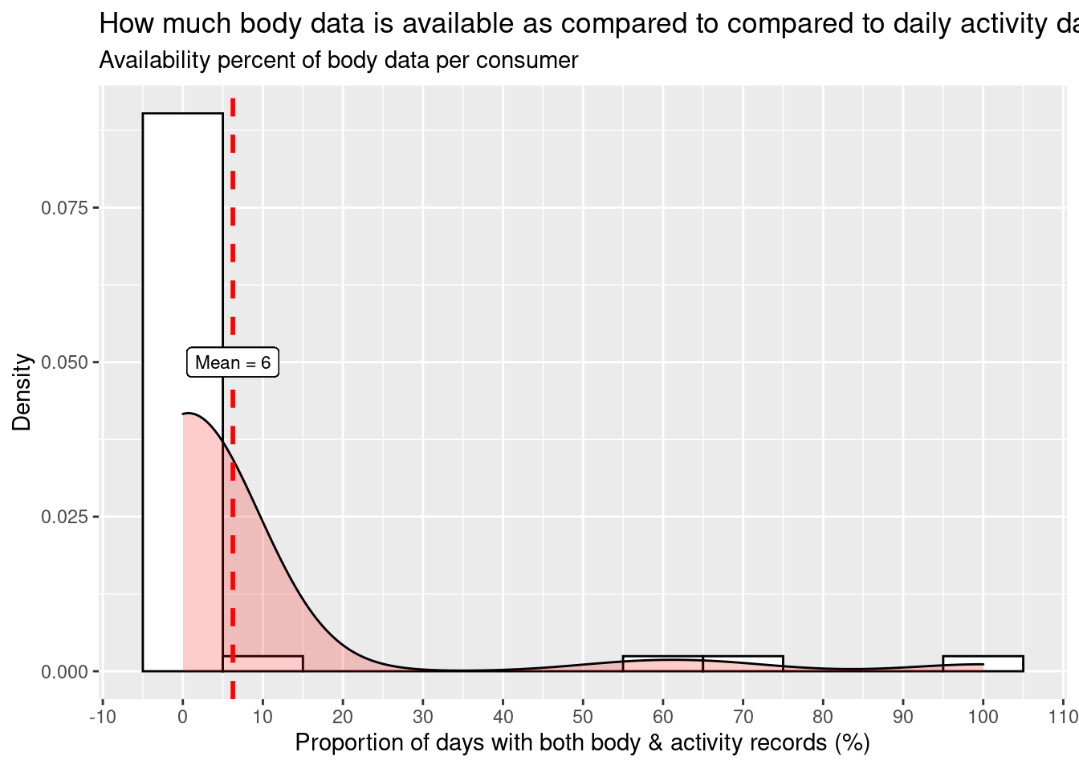 How much body data is available as compared to compared to daily activity da
Availability percent of body data per consumer
Density
0.075
0.050
0.025
0.000
Mean = 6
-10 0 10 20 30 40 50 60 70 80 90 100 110
Proportion of days with both body & activity records (%)